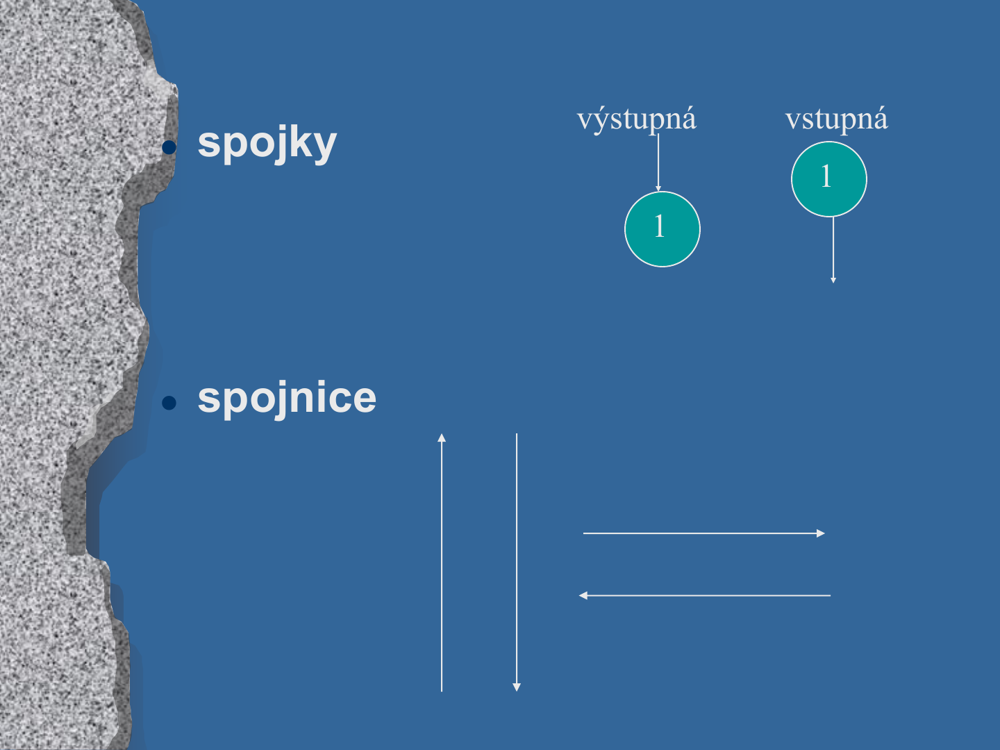 výstupná
vstupná
• spojky
1
1
• spojnice